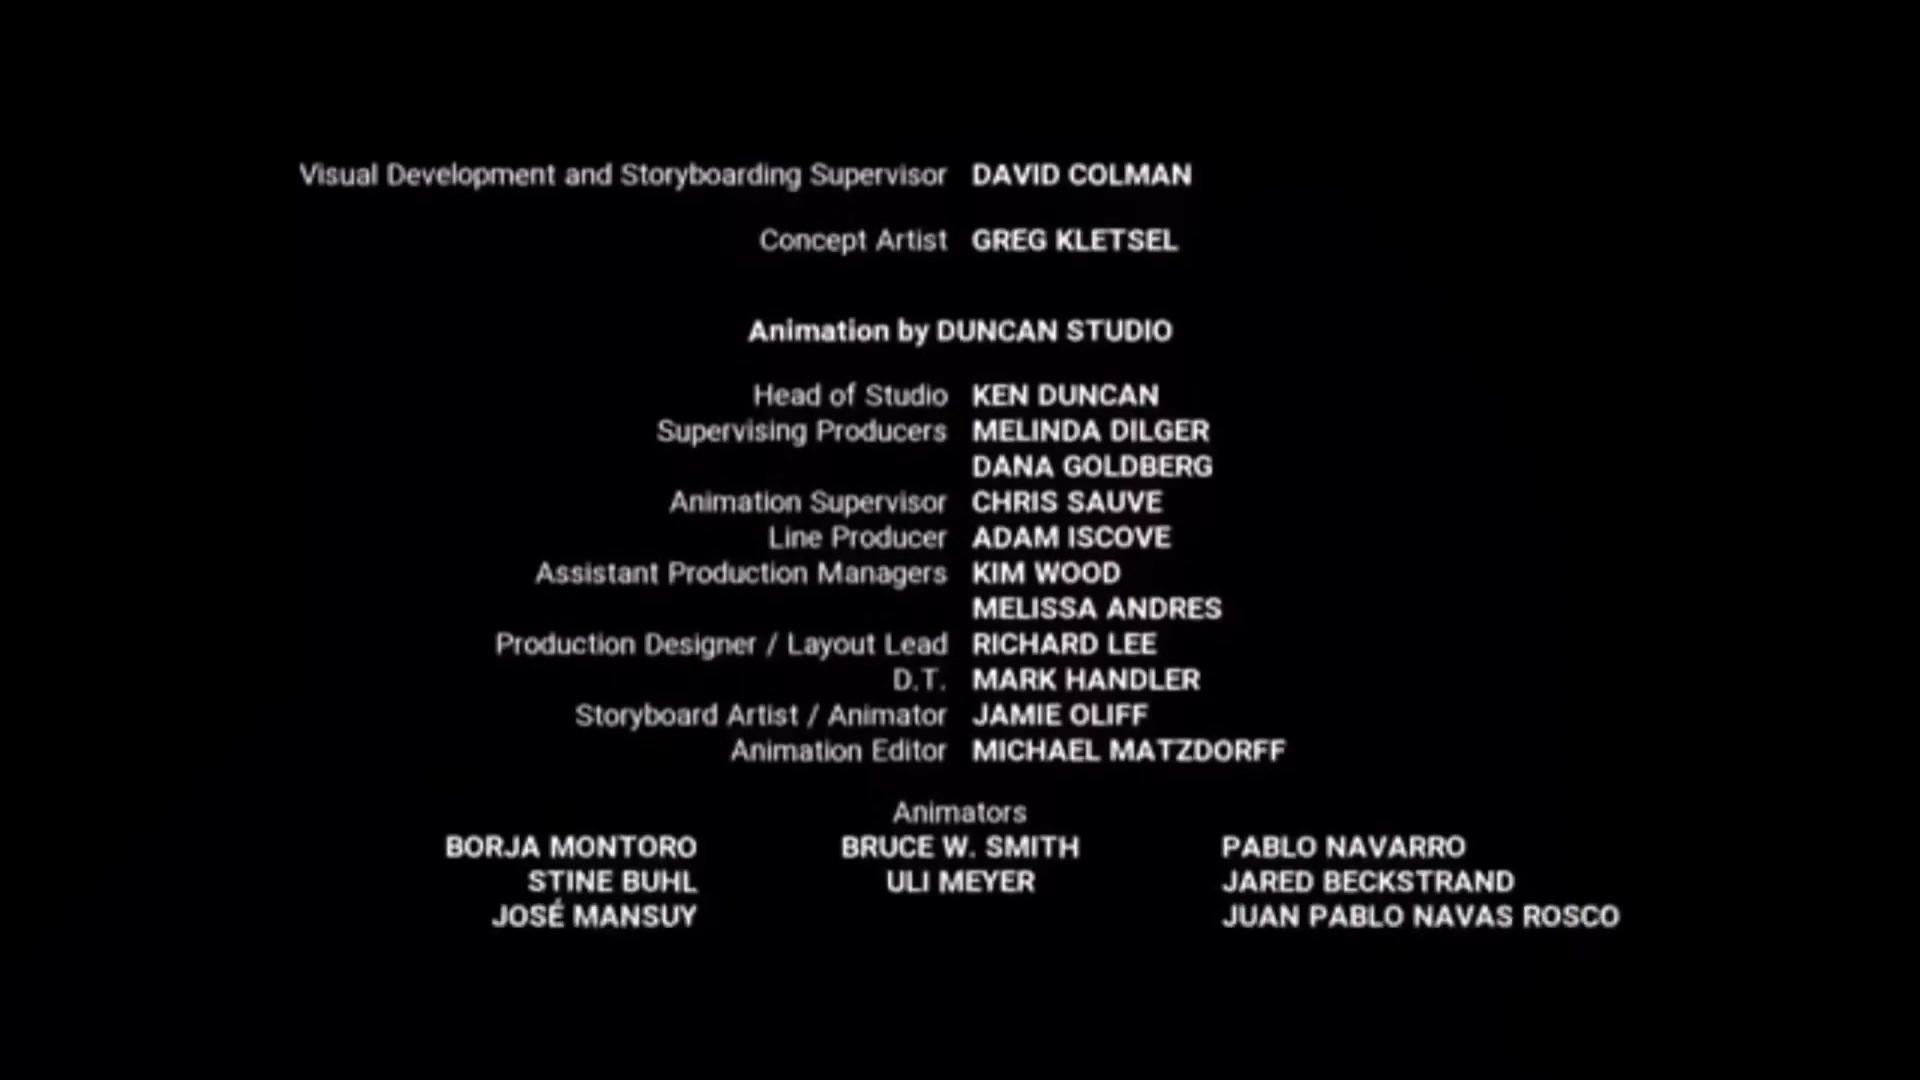 Visual Development and Storyboarding Supervisor DAVID COLMAN
Concept Artist GREG KLETSEL
Animation by DUNCAN STUDIO
Head of Studio KEN DUNCAN
Supervising Producers MELINDA DILGER
DANA GOLDBERG
Animation Supervisor CHRIS SAUVE
Line Producer ADAM ISCOVE
Assistant Production Managers KIM WOOD
MELISSA ANDRES
Production Designer / Layout Lead RICHARD LEE
D.T. MARK HANDLER
Storyboard Artist / Animator JAMIE OLIFF
Animation Editor MICHAEL MATZDORFF
Animators
BORJA MONTORO BRUCE W. SMITH PABLO NAVARRO
STINE BUHL ULI MEYER JARED BECKSTRAND
JOSÉ MANSUY JUAN PABLO NAVAS ROSCO